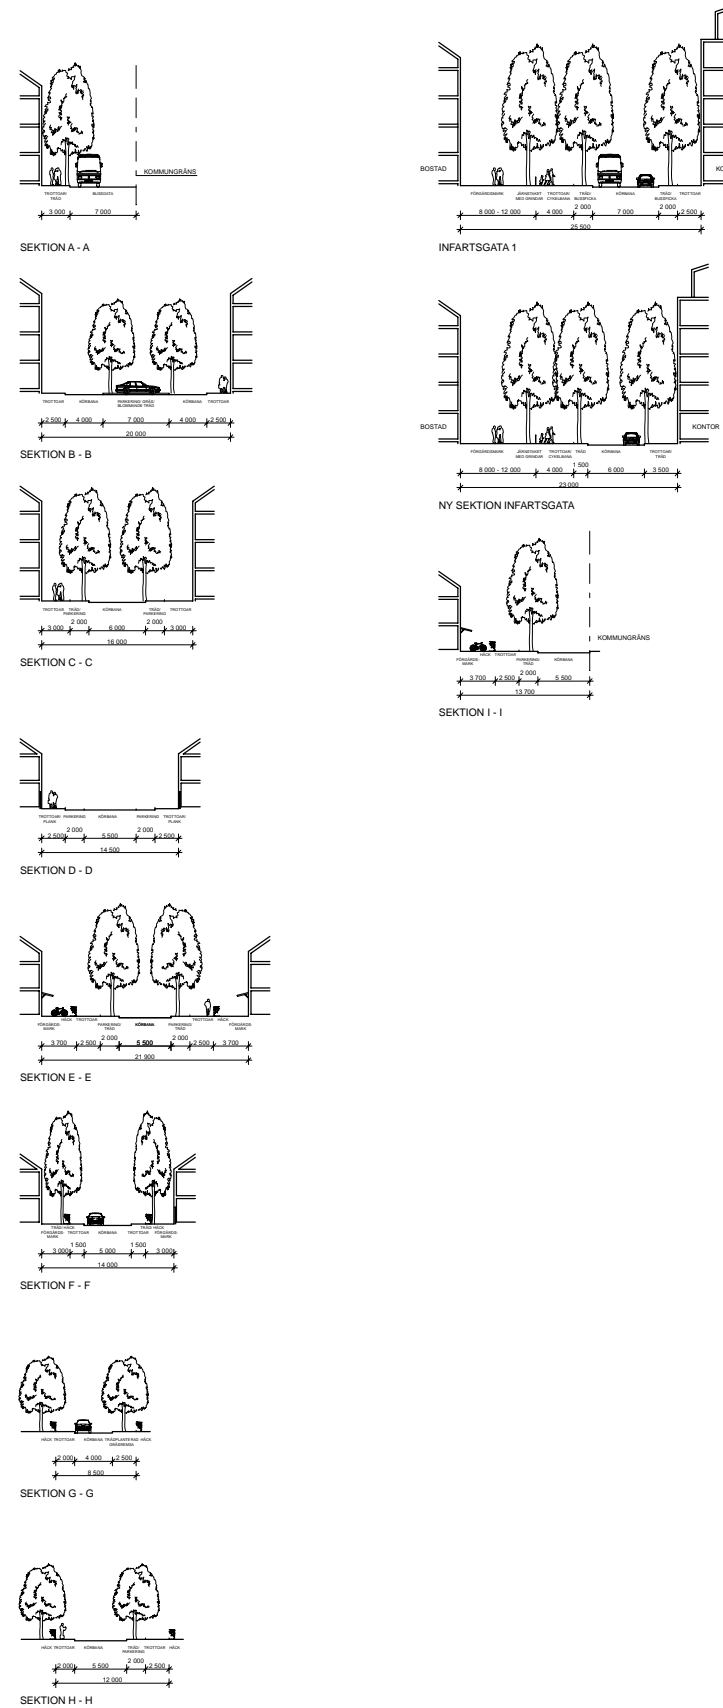 KOMMUNGRÄNS
TROTTOAR/ BUSSGATA
TRÄD
3 000 7 000
SEKTION A - A
TROTTOAR KÖRBANA PARKERING/ GRÄS/ KÖRBANA TROTTOAR
BLOMMANDE TRÄD
2 500 4 000 7 000 4 000 2 500
20 000
SEKTION B - B
TROTTOAR TRÄD/ KÖRBANA TRÄD/ TROTTOAR
PARKERING PARKERING
2 000 2 000
3 000 6 000 3 000
16 000
SEKTION C - C
TROTTOAR/ PARKERING KÖRBANA PARKERING TROTTOAR/
PLANK PLANK
2 000 2 000
2 500 5 500 2 500
14 500
SEKTION D - D
HÄCK TROTTOAR TROTTOAR HÄCK
FÖRGÅRDS- PARKERING/ KÖRBANA PARKERING/ FÖRGÅRDS-
MARK TRÄD TRÄD MARK
2 000 2 000
3 700 2 500 5 500 2 500 3 700
21 900
SEKTION E - E
TRÄD/ HÄCK TRÄD/ HÄCK
FÖRGÅRDS- TROTTOAR KÖRBANA TROTTOAR FÖRGÅRDS-
MARK MARK
1 500 1 500
3 000 5 000 3 000
14 000
SEKTION F - F
HÄCK TROTTOAR KÖRBANA TRÄDPLANTERAD HÄCK
GRÄSREMSA
2 000 4 000 2 500
8 500
SEKTION G - G
HÄCK TROTTOAR KÖRBANA TRÄD/ TROTTOAR HÄCK
PARKERING
2 000
2 000 5 500 2 500
12 000
SEKTION H - H
BOSTAD KO
FÖRGÅRDSMARK JÄRNSTAKET TROTTOAR/ TRÄD/ KÖRBANA TRÄD/ TROTTOAR
MED GRINDAR CYKELBANA BUSSFICKA BUSSFICKA
2 000 2 000
8 000 - 12 000 4 000 7 000 2 500
25 500
INFARTSGATA 1
BOSTAD KONTOR
FÖRGÅRDSMARK JÄRNSTAKET TROTTOAR/ TRÄD KÖRBANA TROTTOAR/
MED GRINDAR CYKELBANA TRÄD
1 500
8 000 - 12 000 4 000 6 000 3 500
23 000
NY SEKTION INFARTSGATA
KOMMUNGRÄNS
HÄCK TROTTOAR
FÖRGÅRDS- PARKERING/ KÖRBANA
MARK TRÄD
2 000
3 700 2 500 5 500
13 700
SEKTION I - I